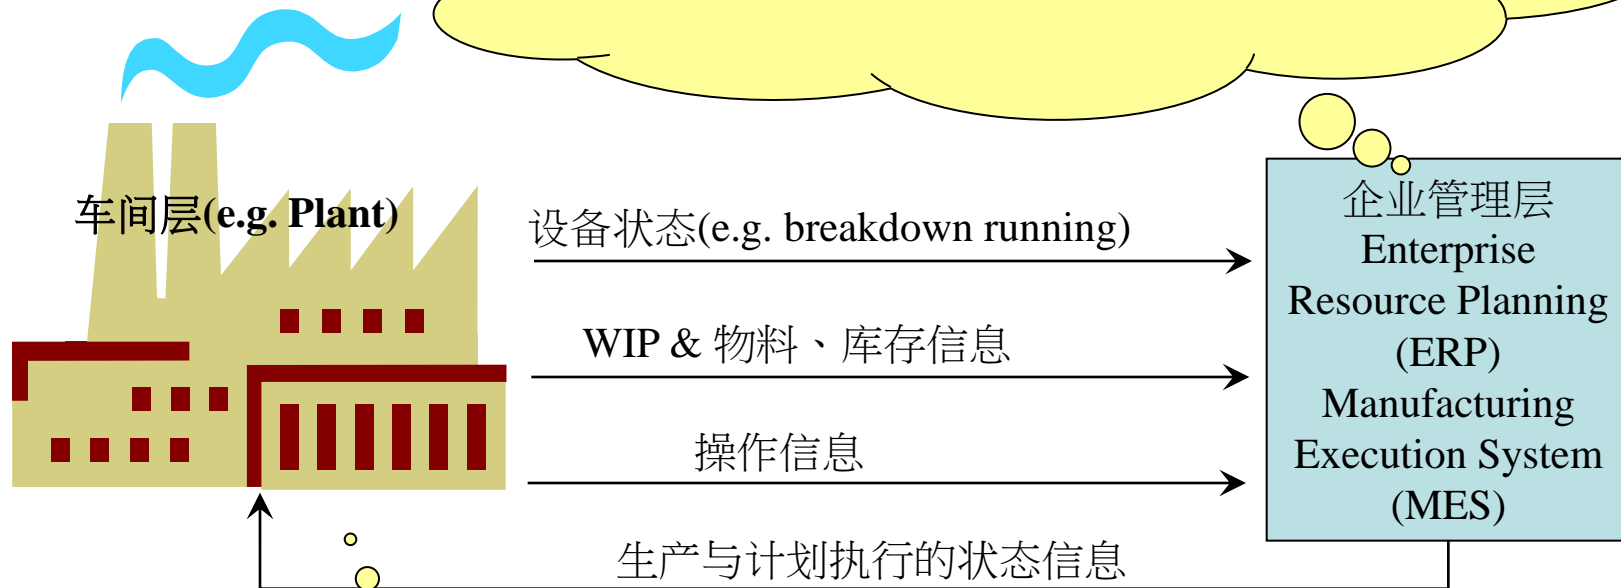 车间层(e.g. Plant)
设备状态(e.g. breakdown running)
WIP & 物料、库存信息
操作信息
生产与计划执行的状态信息
企业管理层
Enterprise
Resource Planning
(ERP)
Manufacturing
Execution System
(MES)